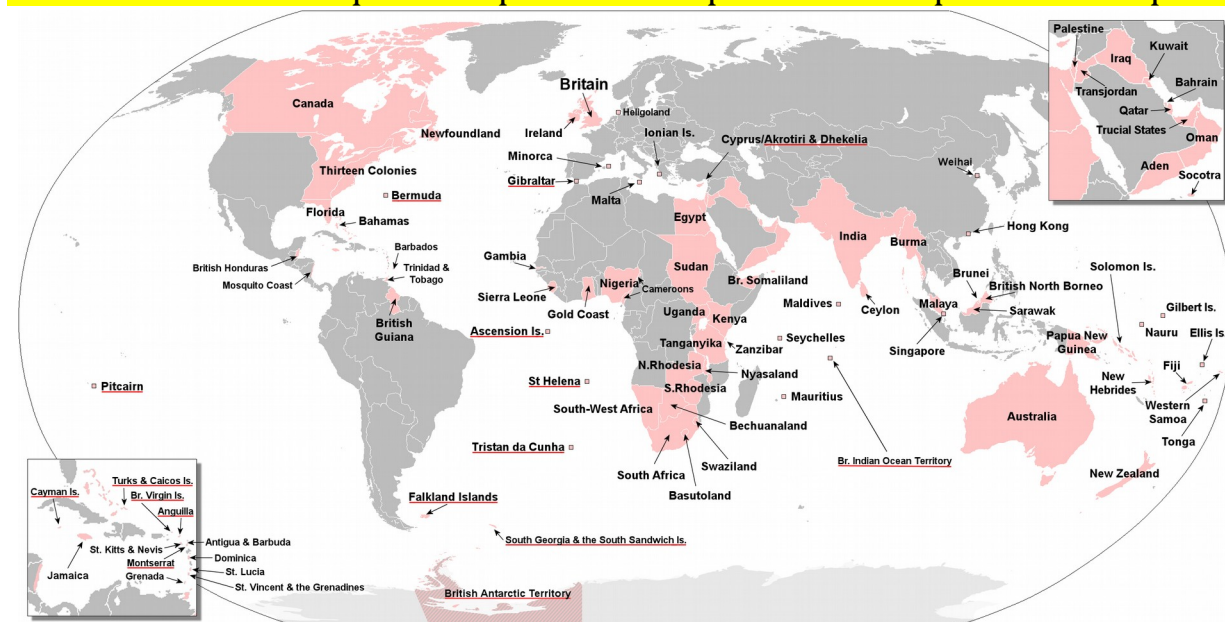 Palestine
Iraq
Kuwait
Transjordan
Bahrain
Qatar
Trucial States
Oman
Aden
Socotra
Canada
Newfoundland
Thirteen Colonies
Bermuda
Florida
Bahamas
British Honduras
Mosquito Coast
Barbados
Trinidad &
Tobago
British
Guiana
Britain
Heligoland
Ireland
Ionian Is.
Minorca
Gibraltar
Malta
Cyprus/Akrotiri & Dhekelia
Weihai
Hong Kong
Egypt
India
Burma
Gambia
Sudan
Br. Somaliland
Nigeria
Cameroons
Sierra Leone
Gold Coast
Uganda
Kenya
Maldives
Ceylon
Brunei
British North Borneo
Malaya
Sarawak
Singapore
Solomon Is.
Gilbert Is.
Nauru
Ellis Is.
Papua New
Guinea
Ascension Is.
Tanganyika
Zanzibar
Seychelles
N.Rhodesia
Nyasaland
Pitcairn
St Helena
S.Rhodesia
Mauritius
South-West Africa
Bechuanaland
Fiji
New
Hebrides
Western
Samoa
Tonga
Australia
Tristan da Cunha
Swaziland
South Africa
Basutoland
Br. Indian Ocean Territory
New Zealand
Falkland Islands
South Georgia & the South Sandwich Is.
British Antarctic Territory
Turks & Caicos Is.
Cayman Is.
Br. Virgin Is.
Anguilla
Antigua & Barbuda
St. Kitts & Nevis
Montserrat
Dominica
Jamaica
Grenada
St. Lucia
St. Vincent & the Grenadines